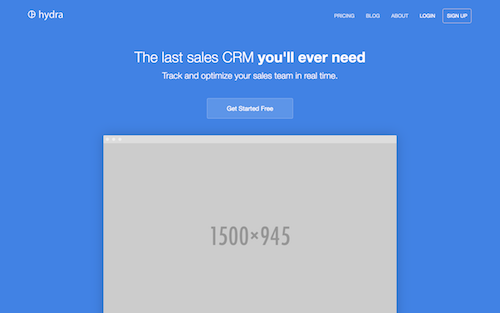 hydra
PRICING BLOG ABOUT LOGIN SIGN UP
The last sales CRM you'll ever need
Track and optimize your sales team in real time.
Get Started Free
1500×945